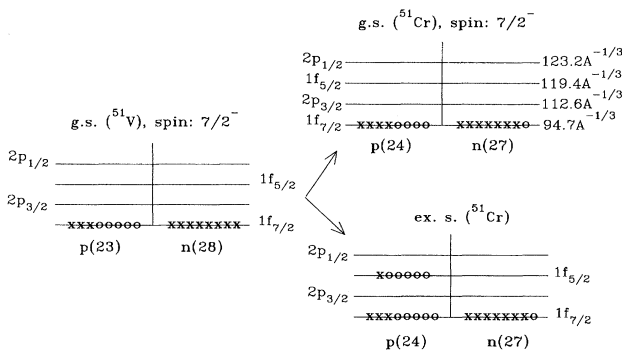 g.s. (⁵¹Cr), spin: 7/2⁻
2p₁/₂ 123.2A⁻¹/³
1f₅/₂ 119.4A⁻¹/³
2p₃/₂ 112.6A⁻¹/³
1f₇/₂ xxxxoooo xxxxxxxo 94.7A⁻¹/³
p(24) n(27)
g.s. (⁵¹V), spin: 7/2⁻
2p₁/₂
1f₅/₂
2p₃/₂
xxxooooo xxxxxxxx 1f₇/₂
p(23) n(28)
ex. s. (⁵¹Cr)
2p₁/₂
xooooo 1f₅/₂
2p₃/₂
xxxooooo xxxxxxxo 1f₇/₂
p(24) n(27)